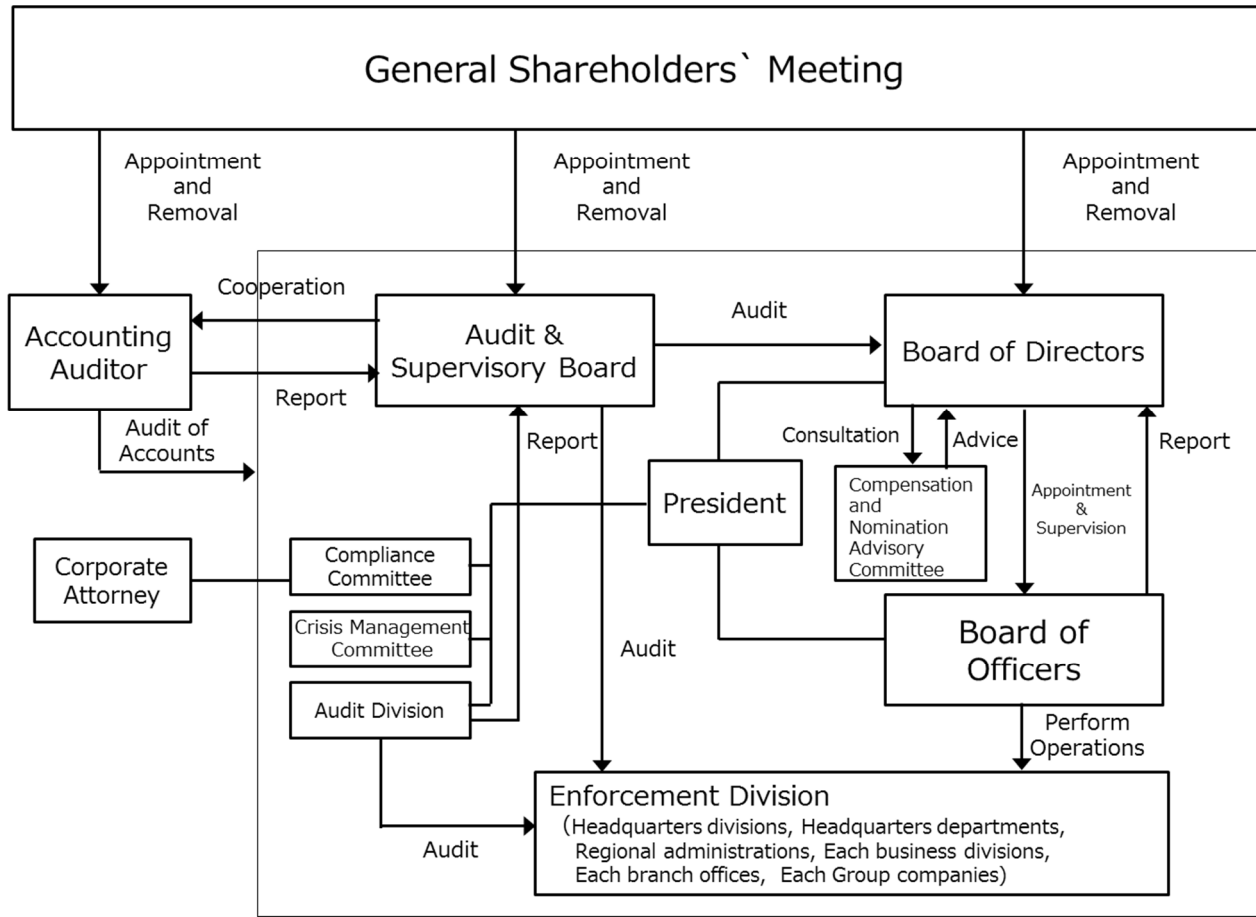 General Shareholders` Meeting
Appointment
and
Removal
Appointment
and
Removal
Appointment
and
Removal
Cooperation
Accounting
Auditor
Audit &
Supervisory Board
Audit
Board of Directors
Report
Audit of
Accounts
Report
Consultation
Advice
Report
President
Compensation
and
Nomination
Advisory
Committee
Appointment
&
Supervision
Corporate
Attorney
Compliance
Committee
Crisis Management
Committee
Audit Division
Audit
Board of
Officers
Perform
Operations
Audit
Enforcement Division
(Headquarters divisions, Headquarters departments,
Regional administrations, Each business divisions,
Each branch offices, Each Group companies)